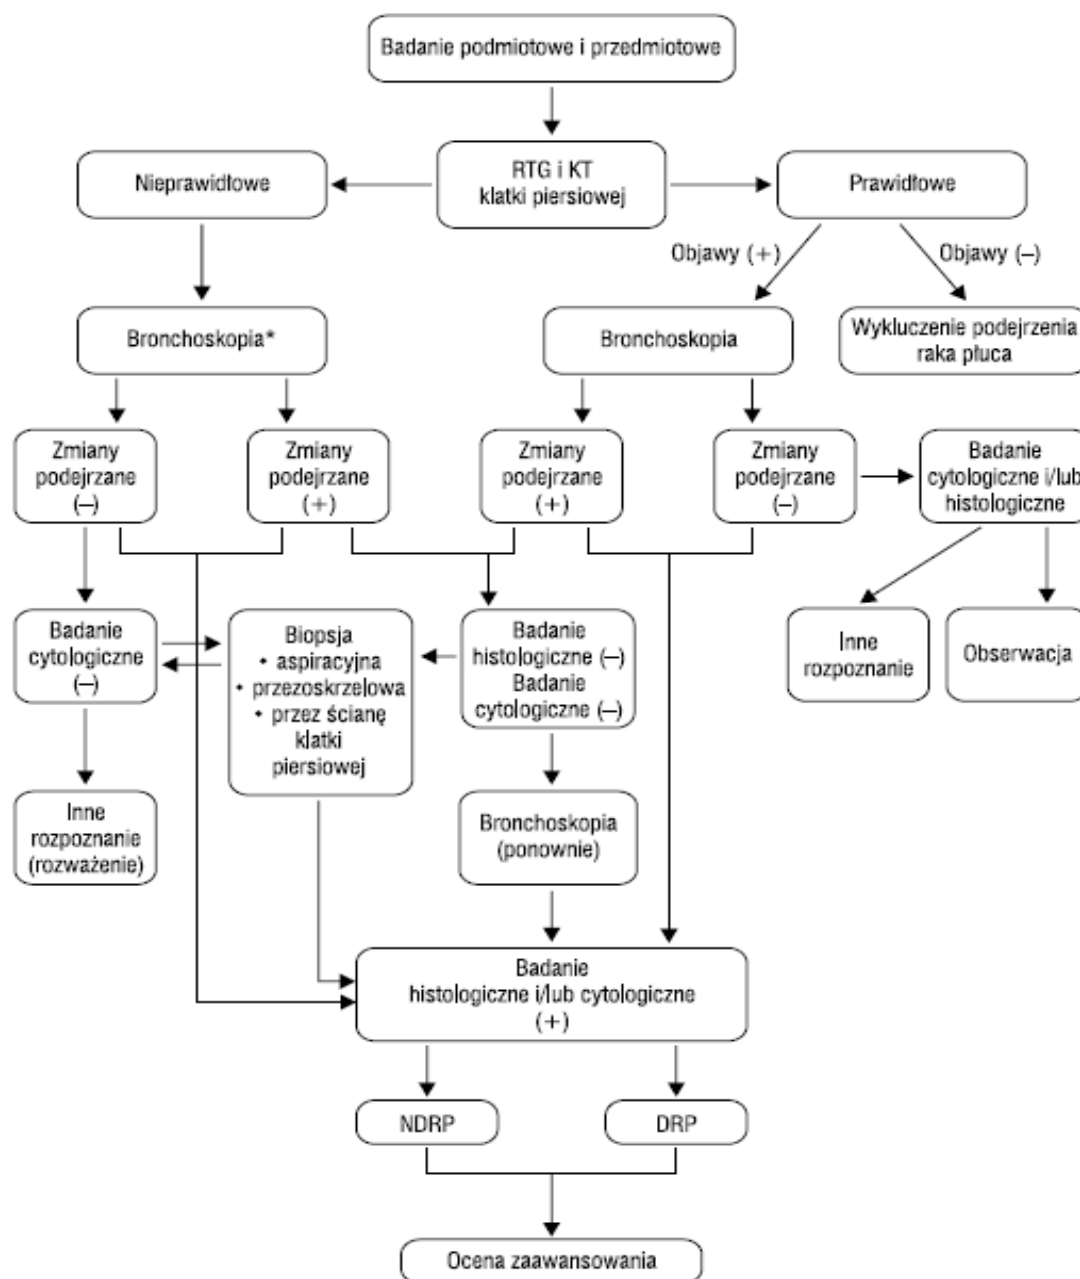 Badanie podmiotowe i przedmiotowe
Nieprawidłowe
RTG i KT
klatki piersiowej
Prawidłowe
Objawy (+)
Objawy (–)
Bronchoskopia*
Bronchoskopia
Wykluczenie podejrzenia
raka płuca
Zmiany
podejrzane
(–)
Zmiany
podejrzane
(+)
Zmiany
podejrzane
(+)
Zmiany
podejrzane
(–)
Badanie
cytologiczne i/lub
histologiczne
Badanie
cytologiczne
(–)
Biopsja
• aspiracyjna
• przezoskrzelowa
• przez ścianę
klatki
piersiowej
Badanie
histologiczne (–)
Badanie
cytologiczne (–)
Inne
rozpoznanie
Obserwacja
Inne
rozpoznanie
(rozważenie)
Bronchoskopia
(ponownie)
Badanie
histologiczne i/lub cytologiczne
(+)
NDRP
DRP
Ocena zaawansowania